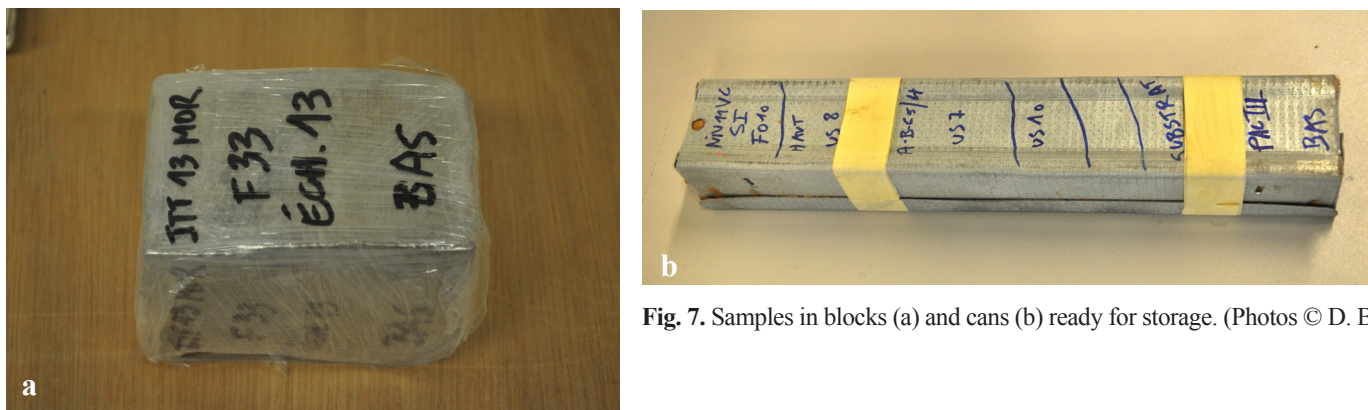 JTT 13 MOR
F33
ÉCH. 13
BAS
a
NIV 11 VC
SI
F010
HAUT
US 8
US 7
US 10
SUBSTRAT
PAC III
BAS
b
Fig. 7. Samples in blocks (a) and cans (b) ready for storage. (Photos © D. E